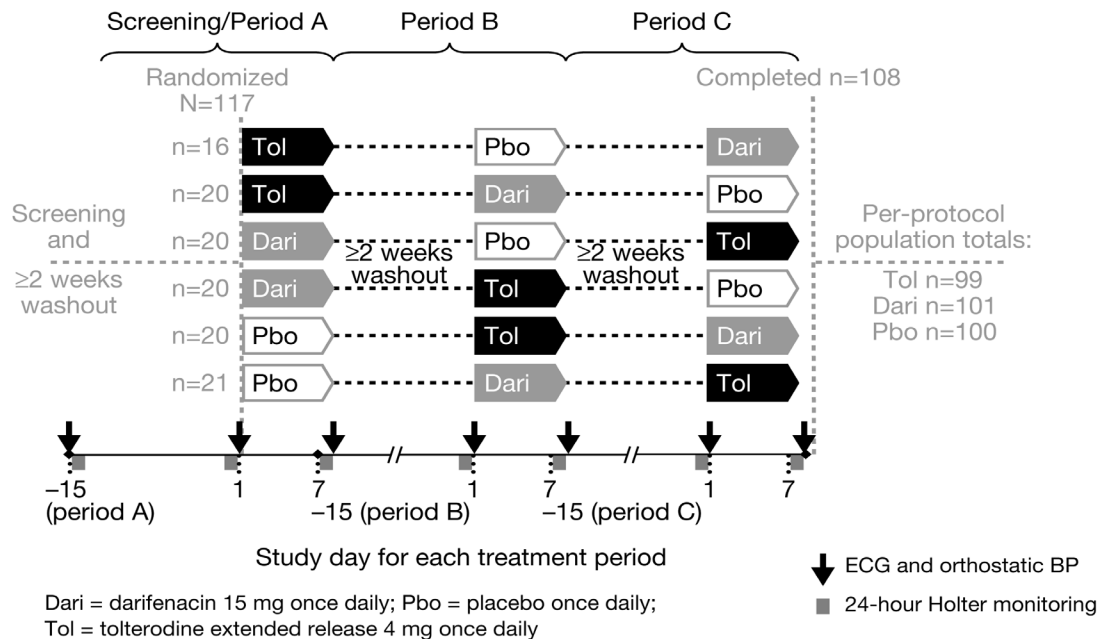 Screening/Period A Period B Period C
Randomized
N=117
Completed n=108
n=16 Tol Pbo Dari
n=20 Tol Dari Pbo
n=20 Dari Pbo Tol
n=20 Dari Tol Pbo
n=20 Pbo Tol Dari
n=21 Pbo Dari Tol
Screening
and
≥2 weeks
washout
≥2 weeks
washout
≥2 weeks
washout
Per-protocol
population totals:
Tol n=99
Dari n=101
Pbo n=100
–15 1 7 1 7 1 7
(period A) –15 (period B) –15 (period C)
Study day for each treatment period
ECG and orthostatic BP
24-hour Holter monitoring
Dari = darifenacin 15 mg once daily; Pbo = placebo once daily;
Tol = tolterodine extended release 4 mg once daily